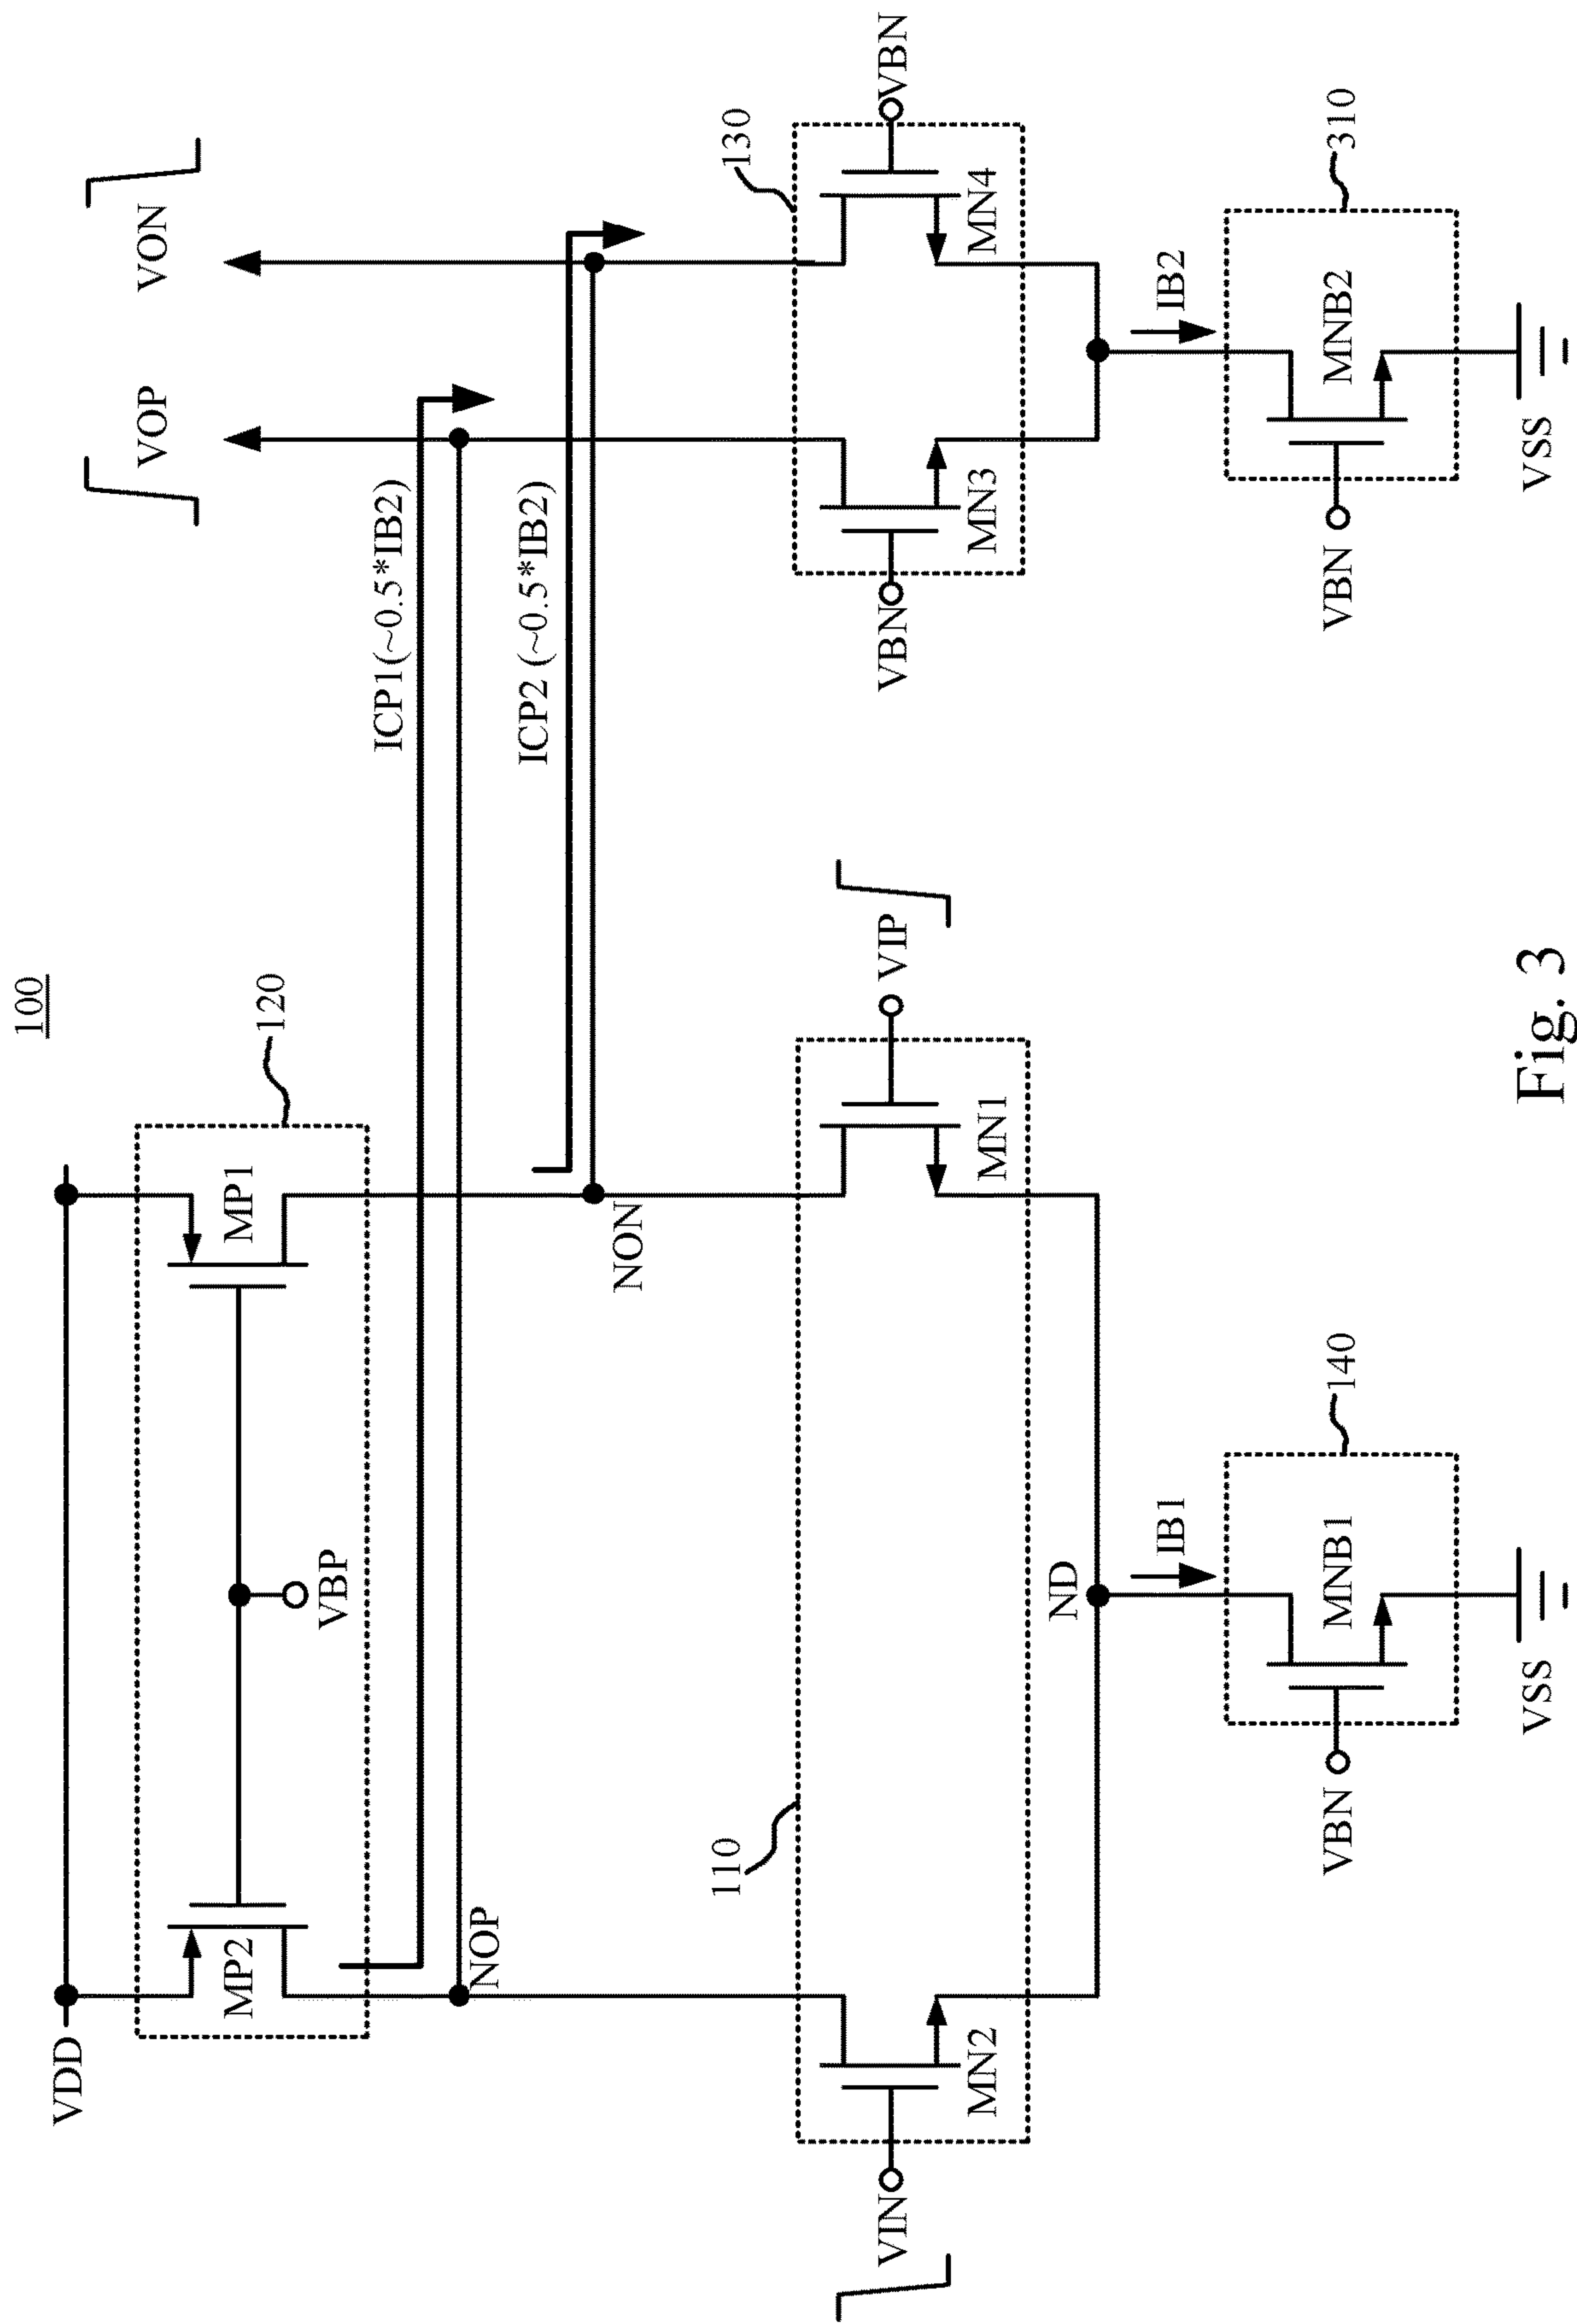 100
VDD
MP2
MP1
120
VBP
VOP
VON
ICP1(~0.5*IB2)
ICP2 (~0.5*IB2)
NOP
NON
110
130
VIN
MN2
MN1
VIP
VBN
MN3
MN4
VBN
ND
IB1
IB2
140
310
VBN
MNB1
VBN
MNB2
VSS
VSS
Fig. 3